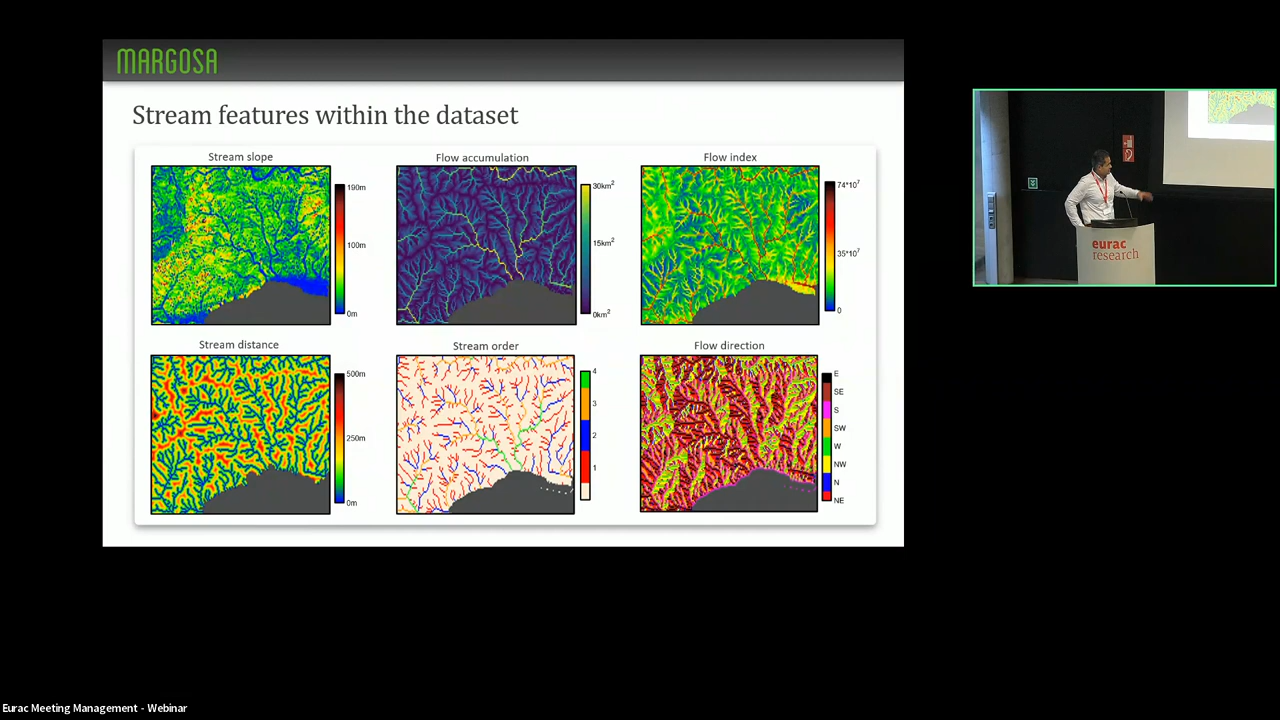 MARGOSA
Stream features within the dataset
Stream slope
190m
100m
0m
Flow accumulation
30km²
15km²
0km²
Flow index
74*10⁷
35*10⁷
0
Stream distance
500m
250m
0m
Stream order
4
3
2
1
Flow direction
E
SE
S
SW
W
NW
N
NE
eurac
research
Eurac Meeting Management - Webinar